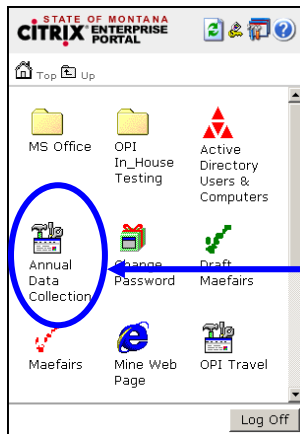 STATE OF MONTANA
CITRIX® ENTERPRISE
PORTAL
Top Up
MS Office
OPI
In_House
Testing
Active
Directory
Users &
Computers
Annual
Data
Collection
Change
Password
Draft
Maefairs
Maefairs
Mine Web
Page
OPI Travel
Log Off